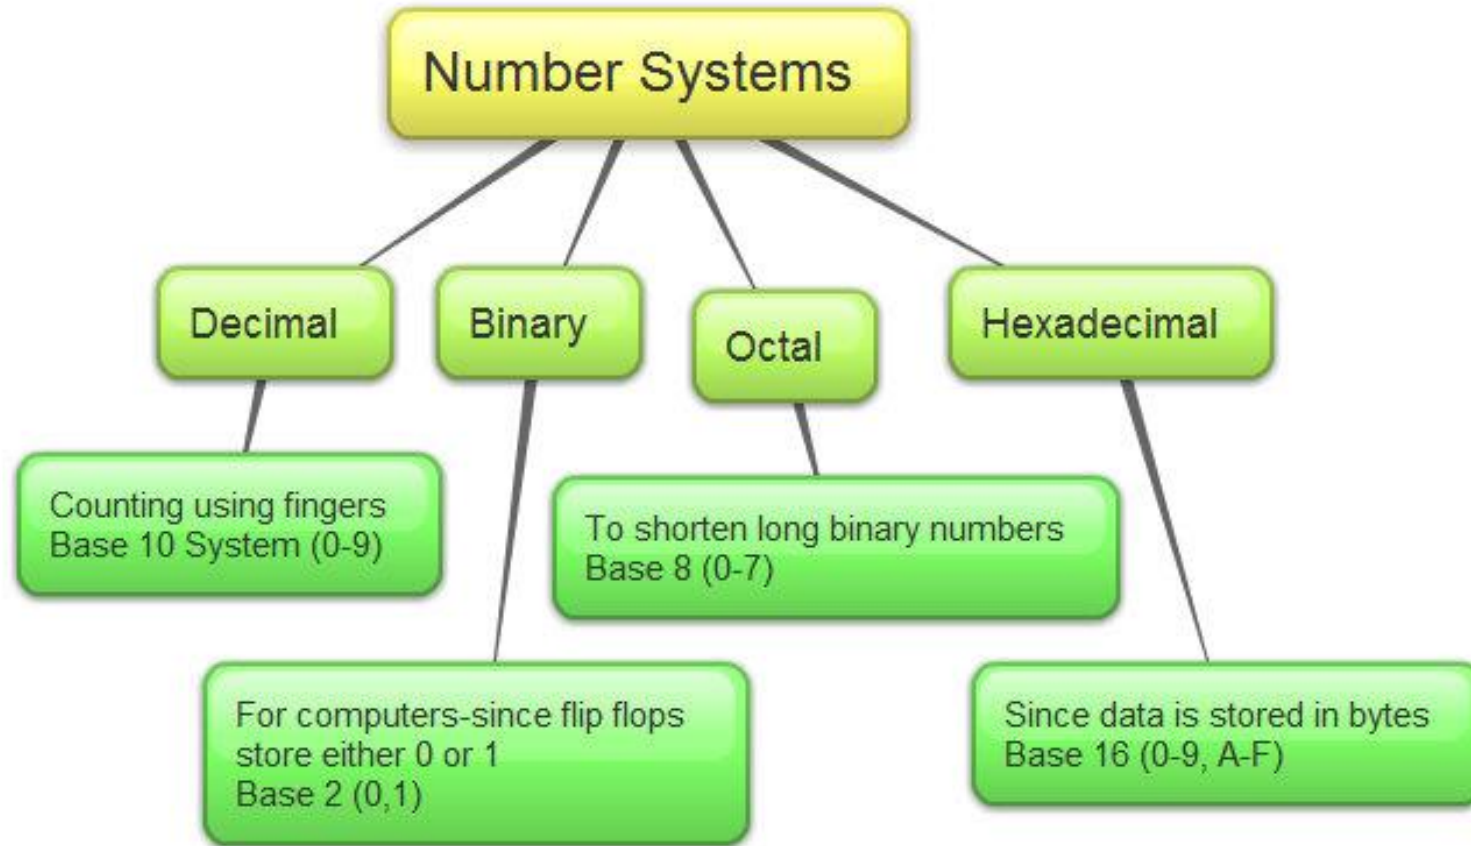 Number Systems
Decimal
Binary
Octal
Hexadecimal
Counting using fingers
Base 10 System (0-9)
To shorten long binary numbers
Base 8 (0-7)
For computers-since flip flops
store either 0 or 1
Base 2 (0,1)
Since data is stored in bytes
Base 16 (0-9, A-F)